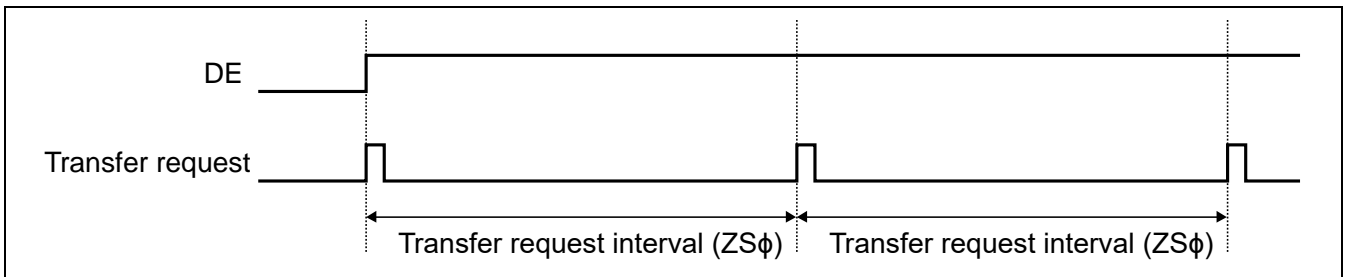 DE
Transfer request
Transfer request interval (ZSϕ) Transfer request interval (ZSϕ)